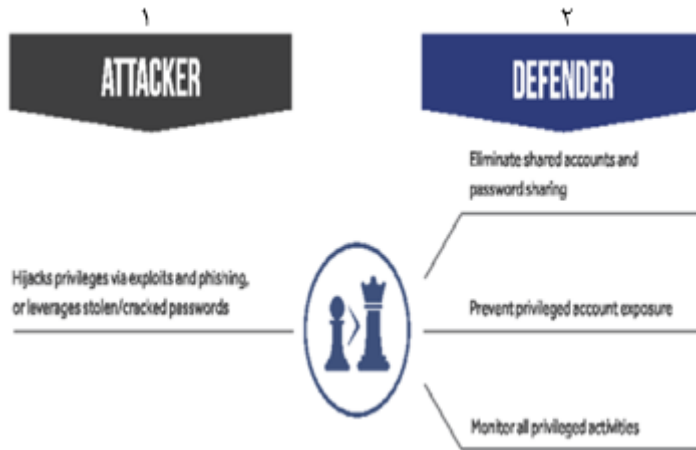 ١
٢
ATTACKER
DEFENDER
Eliminate shared accounts and
password sharing
Hijacks privileges via exploits and phishing,
or leverages stolen/cracked passwords
Prevent privileged account exposure
Monitor all privileged activities